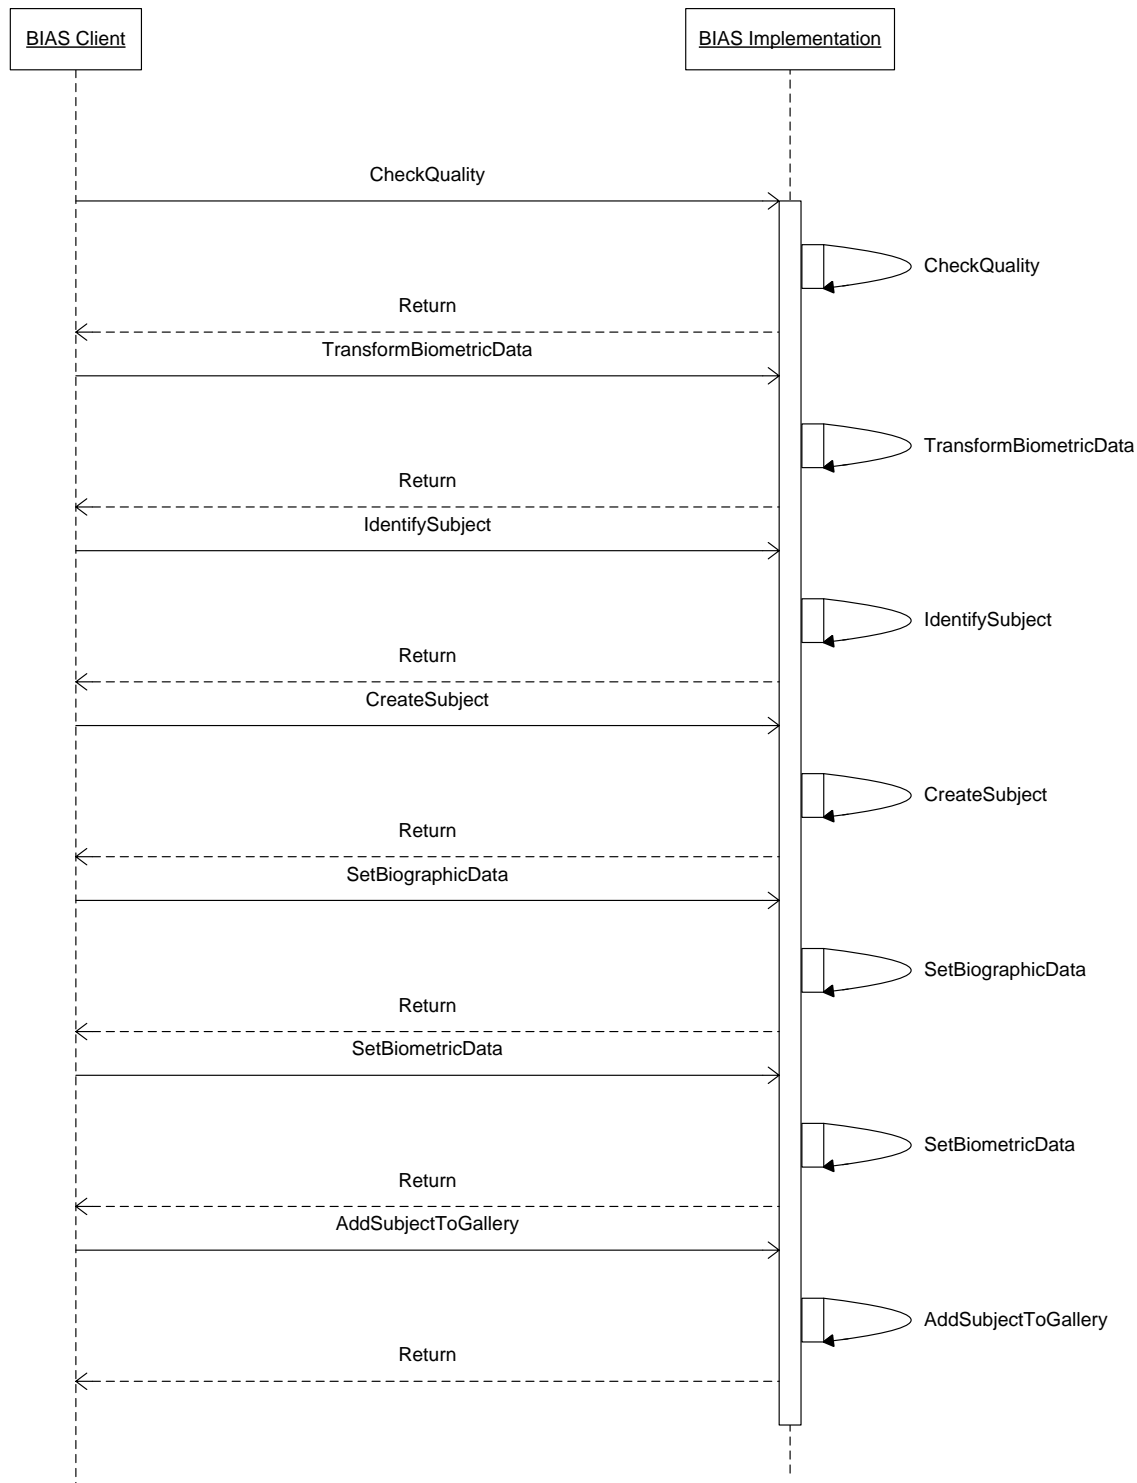 BIAS Client
BIAS Implementation
CheckQuality
CheckQuality
Return
TransformBiometricData
TransformBiometricData
Return
IdentifySubject
IdentifySubject
Return
CreateSubject
CreateSubject
Return
SetBiographicData
SetBiographicData
Return
SetBiometricData
SetBiometricData
Return
AddSubjectToGallery
AddSubjectToGallery
Return